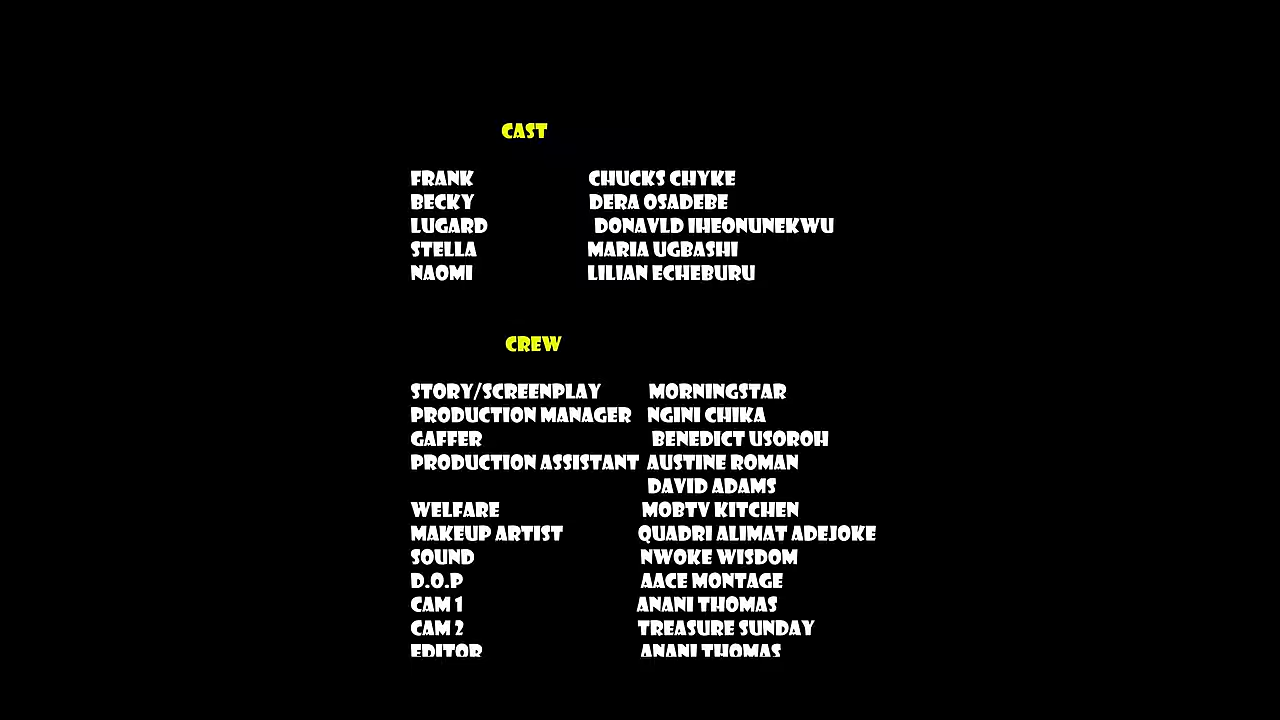 CAST
FRANK CHUCKS CHYKE
BECKY DERA OSADEBE
LUGARD DONAVLD IHEONUNEKWU
STELLA MARIA UGBASHI
NAOMI LILIAN ECHEBURU
CREW
STORY/SCREENPLAY MORNINGSTAR
PRODUCTION MANAGER NGINI CHIKA
GAFFER BENEDICT USOROH
PRODUCTION ASSISTANT AUSTINE ROMAN
DAVID ADAMS
WELFARE MOBTV KITCHEN
MAKEUP ARTIST QUADRI ALIMAT ADEJOKE
SOUND NWOKE WISDOM
D.O.P AACE MONTAGE
CAM 1 ANANI THOMAS
CAM 2 TREASURE SUNDAY
EDITOR ANANI THOMAS